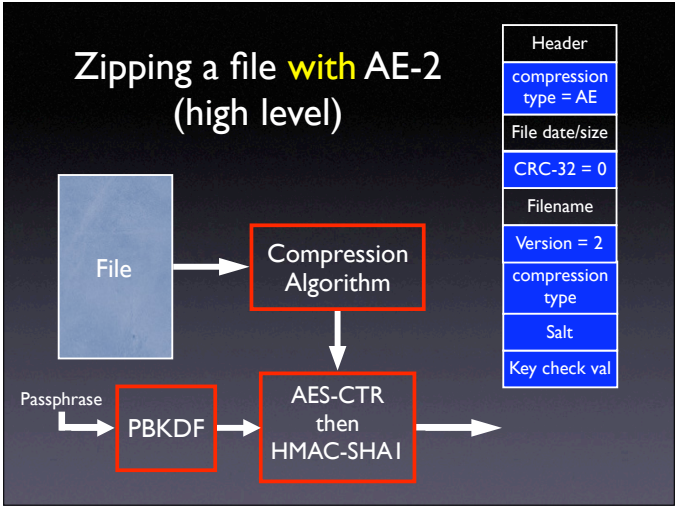 Zipping a file with AE-2
(high level)
File
Compression
Algorithm
Passphrase
PBKDF
AES-CTR
then
HMAC-SHA1
Header
compression
type = AE
File date/size
CRC-32 = 0
Filename
Version = 2
compression
type
Salt
Key check val